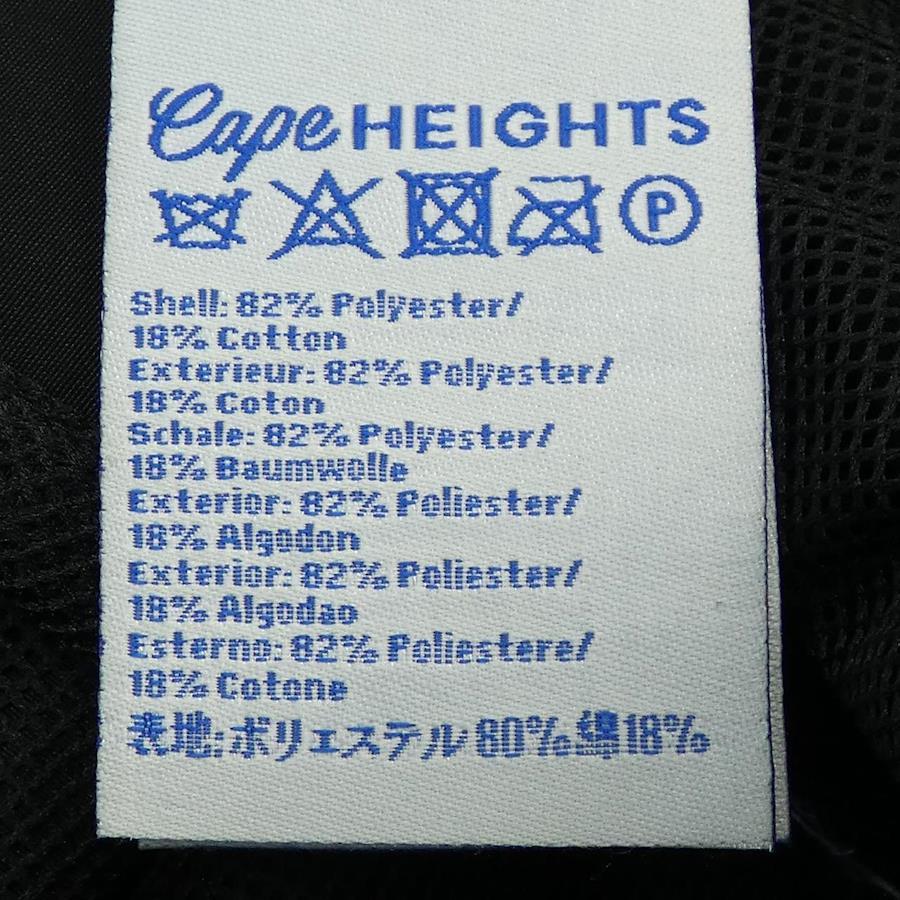 Cape HEIGHTS
P
Shell: 82% Polyester/
18% Cotton
Exterieur: 82% Polyester/
18% Coton
Schale: 82% Polyester/
18% Baumwolle
Exterior: 82% Poliester/
18% Algodon
Exterior: 82% Poliester/
18% Algodao
Esterno: 82% Poliestere/
18% Cotone
表地:ポリエステル80%綿18%